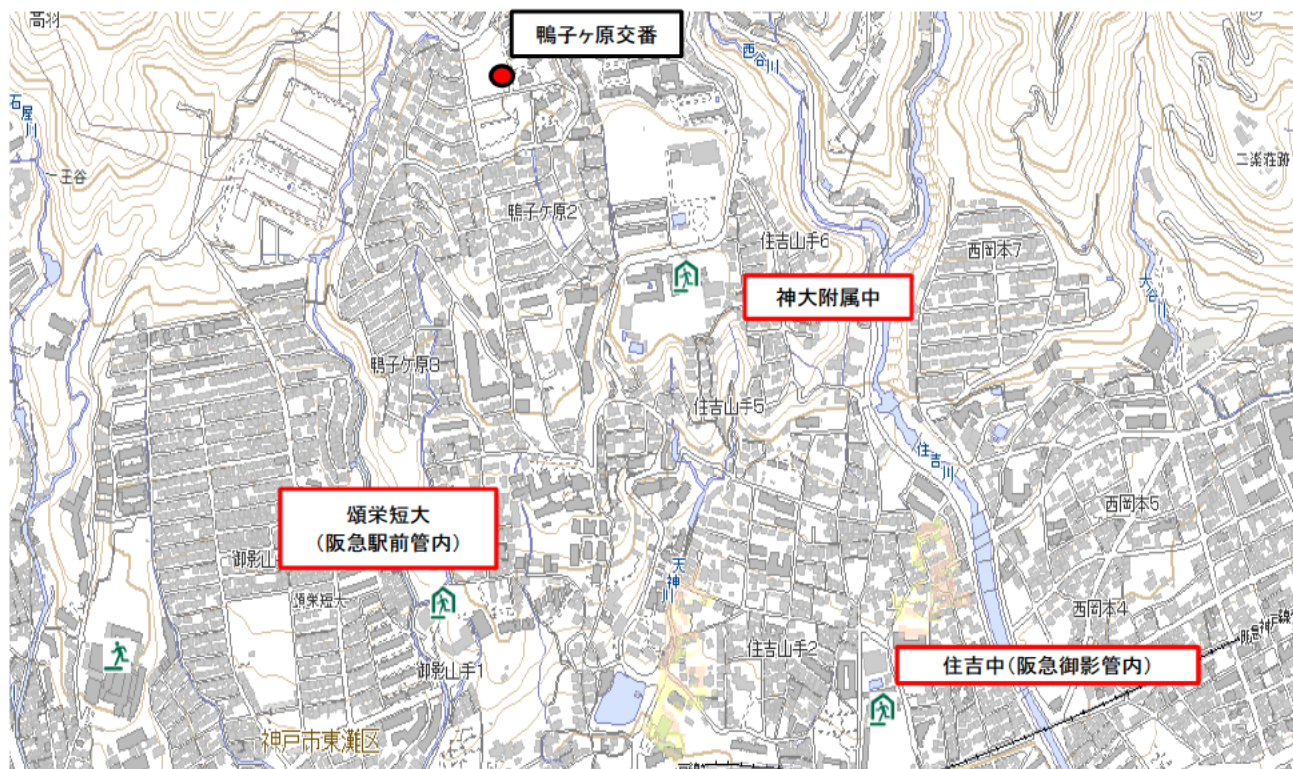 高羽
鴨子ヶ原交番
西谷川
石屋川
一王谷
二楽荘跡
鴨子ケ原2
住吉山手6
西岡本7
神大附属中
大谷川
鴨子ケ原3
住吉山手5
住吉川
西岡本5
頌栄短大
(阪急駅前管内)
御影山
天神川
頌栄短大
西岡本4
住吉山手2
御影山手1
住吉中(阪急御影管内)
神戸市東灘区